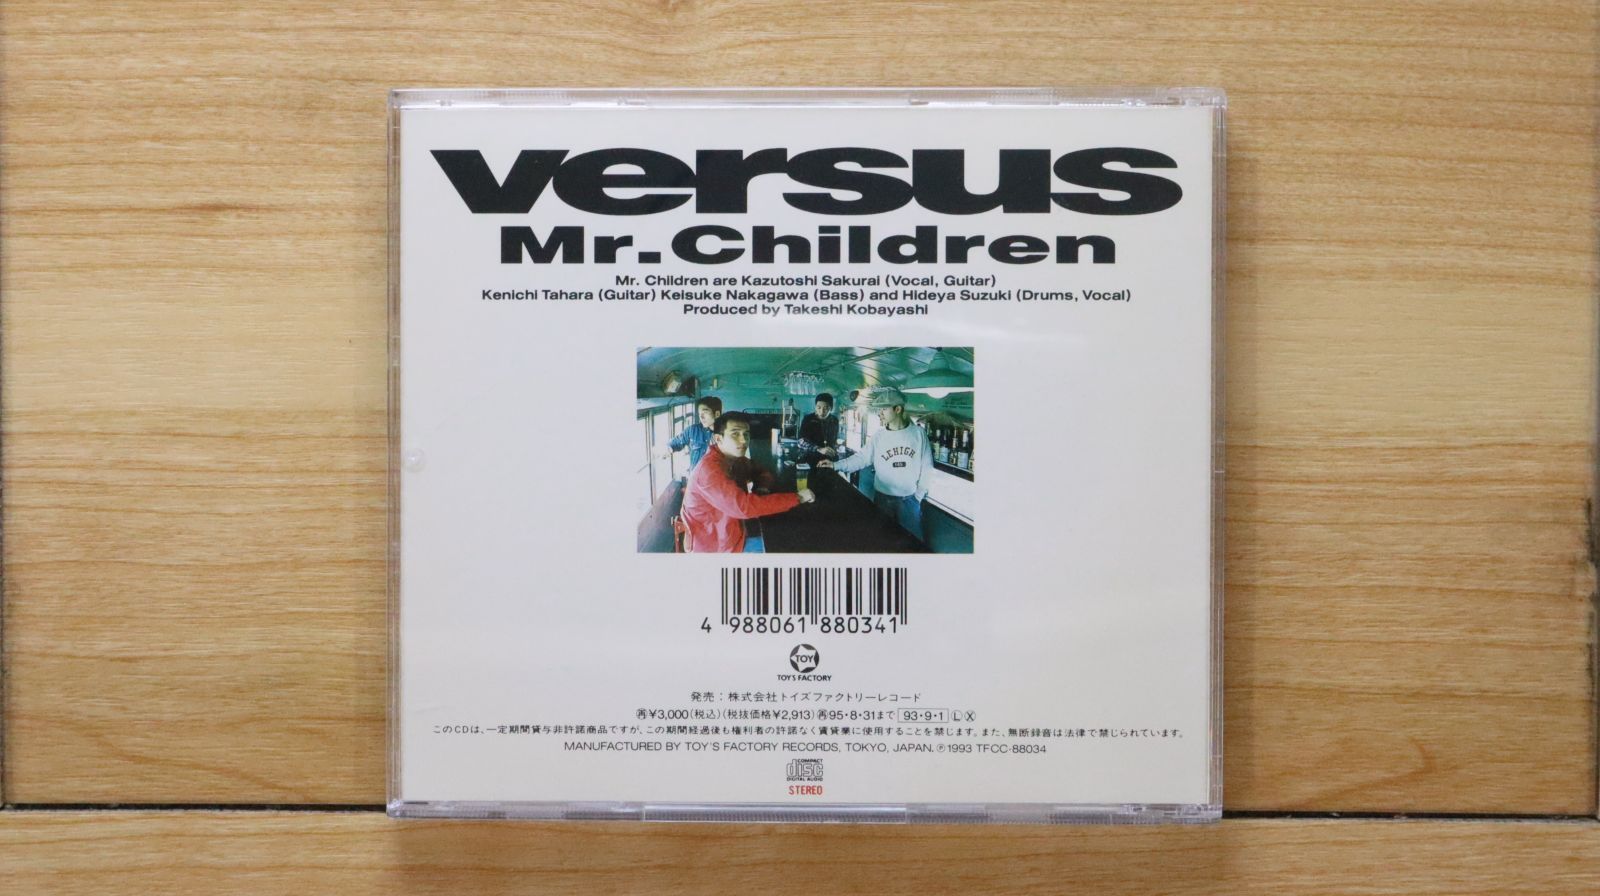 versus
Mr.Children
Mr. Children are Kazutoshi Sakurai (Vocal, Guitar)
Kenichi Tahara (Guitar) Keisuke Nakagawa (Bass) and Hideya Suzuki (Drums, Vocal)
Produced by Takeshi Kobayashi
LEHIGH
4 988061 880341
TOY
TOY'S FACTORY
発売：株式会社トイズファクトリーレコード
㋐¥3,000(税込)(税抜価格¥2,913)㋐95・8・31まで 93・9・1 Ⓛ Ⓧ
このCDは、一定期間貸与非許諾商品ですが、この期間経過後も権利者の許諾なく賃貸業に使用することを禁じます。また、無断録音は法律で禁じられています。
MANUFACTURED BY TOY'S FACTORY RECORDS, TOKYO, JAPAN. ℗1993 TFCC-88034
COMPACT
disc
DIGITAL AUDIO
STEREO